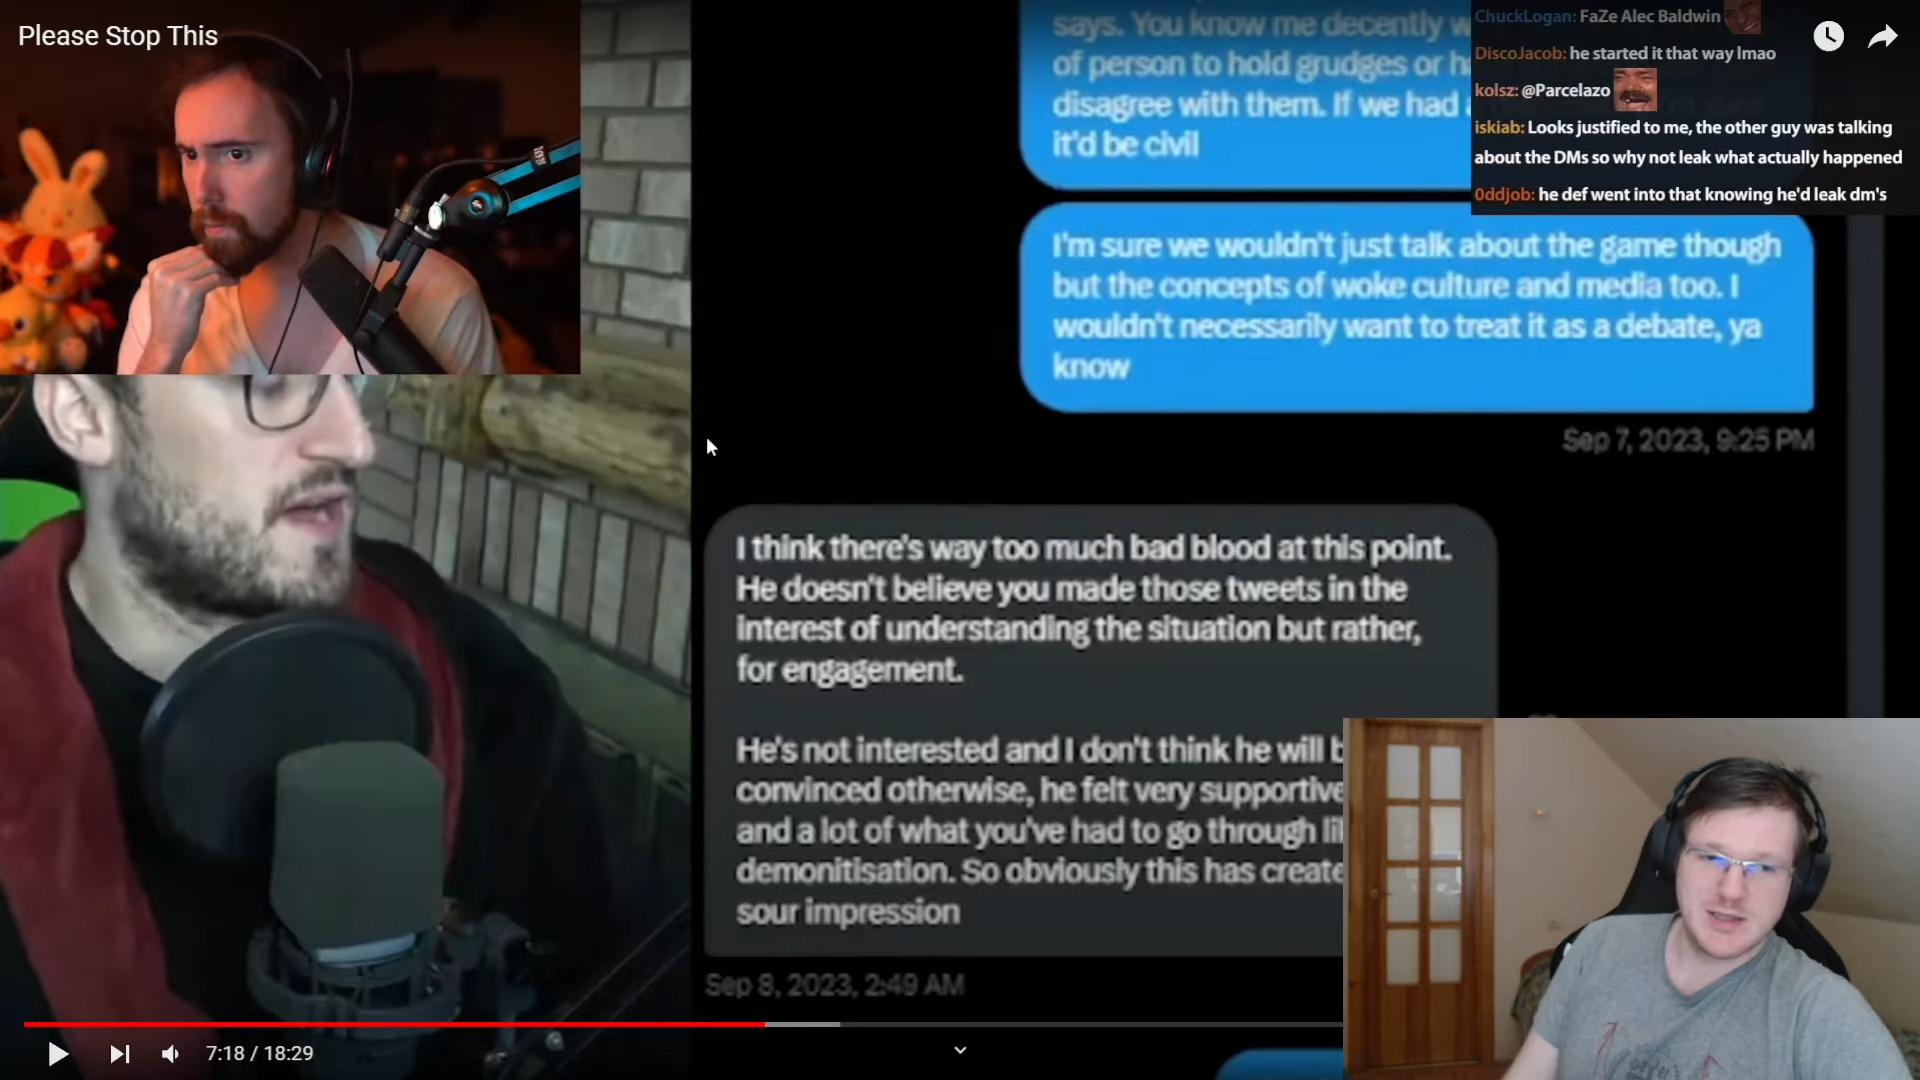 Please Stop This
says. You know me decently w
of person to hold grudges or h
disagree with them. If we had
it'd be civil
ChuckLogan: FaZe Alec Baldwin
DiscoJacob: he started it that way lmao
kolsz: @Parcelazo
iskiab: Looks justified to me, the other guy was talking
about the DMs so why not leak what actually happened
0ddjob: he def went into that knowing he'd leak dm's
I'm sure we wouldn't just talk about the game though
but the concepts of woke culture and media too. I
wouldn't necessarily want to treat it as a debate, ya
know
Sep 7, 2023, 9:25 PM
I think there's way too much bad blood at this point.
He doesn't believe you made those tweets in the
interest of understanding the situation but rather,
for engagement.
He's not interested and I don't think he will b
convinced otherwise, he felt very supportive
and a lot of what you've had to go through li
demonitisation. So obviously this has create
sour impression
Sep 8, 2023, 2:49 AM
7:18 / 18:29